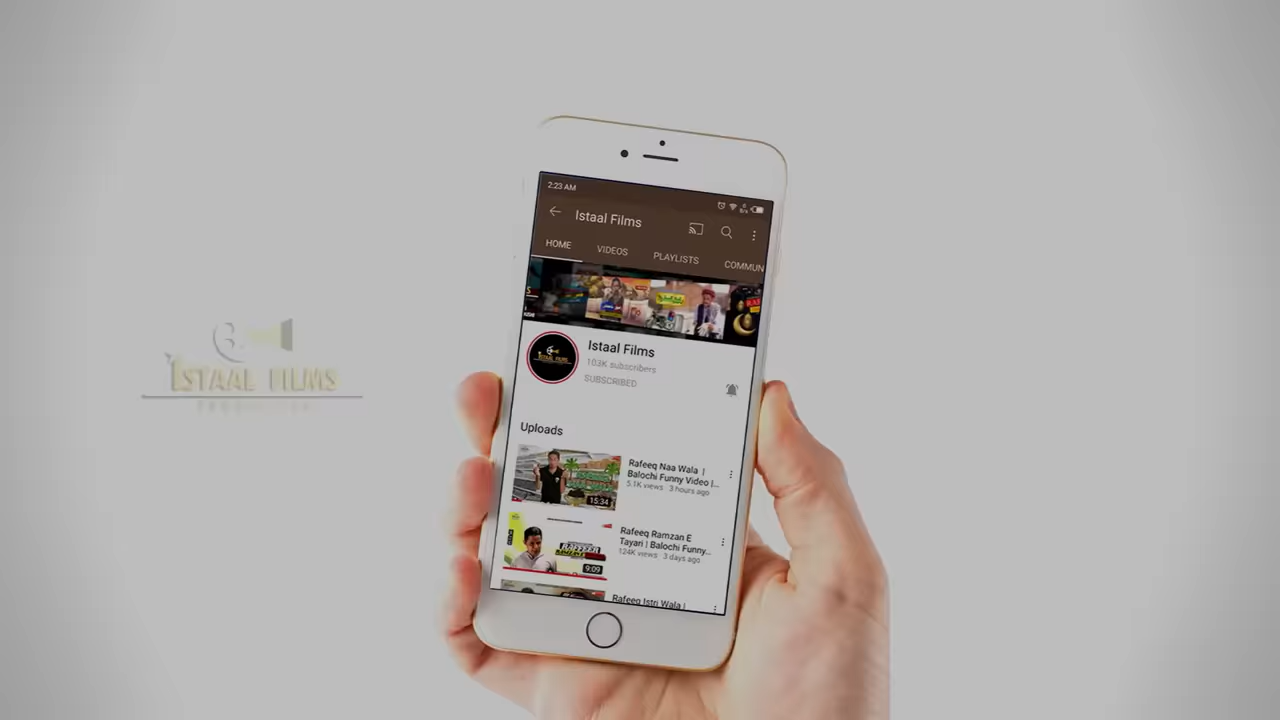 ISTAAL FILMS
2:23 AM
Istaal Films
HOME VIDEOS PLAYLISTS COMMUN
Istaal Films
103K subscribers
SUBSCRIBED
Uploads
Rafeeq Naa Wala |
Balochi Funny Video |...
5.1K views · 3 hours ago
15:34
Rafeeq Ramzan E
Tayari | Balochi Funny...
124K views · 3 days ago
9:09
Rafeeq Istri Wala |